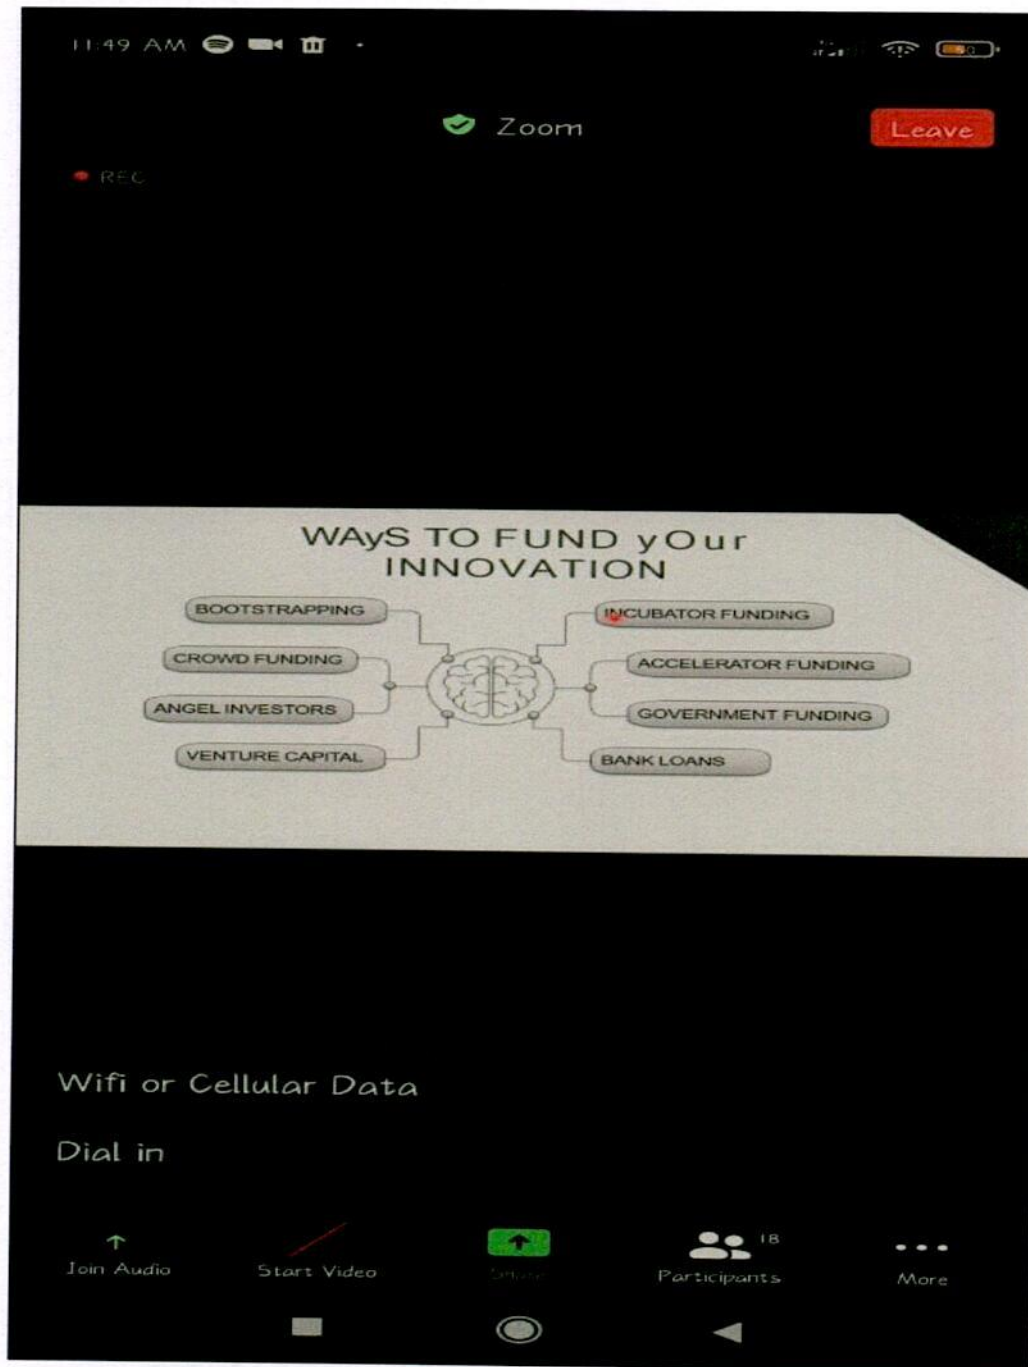 11:49 AM
Zoom
Leave
REC
WAyS TO FUND yOur
INNOVATION
BOOTSTRAPPING
INCUBATOR FUNDING
CROWD FUNDING
ACCELERATOR FUNDING
ANGEL INVESTORS
GOVERNMENT FUNDING
VENTURE CAPITAL
BANK LOANS
Wifi or Cellular Data
Dial in
18
Join Audio
Start Video
Share
Participants
More